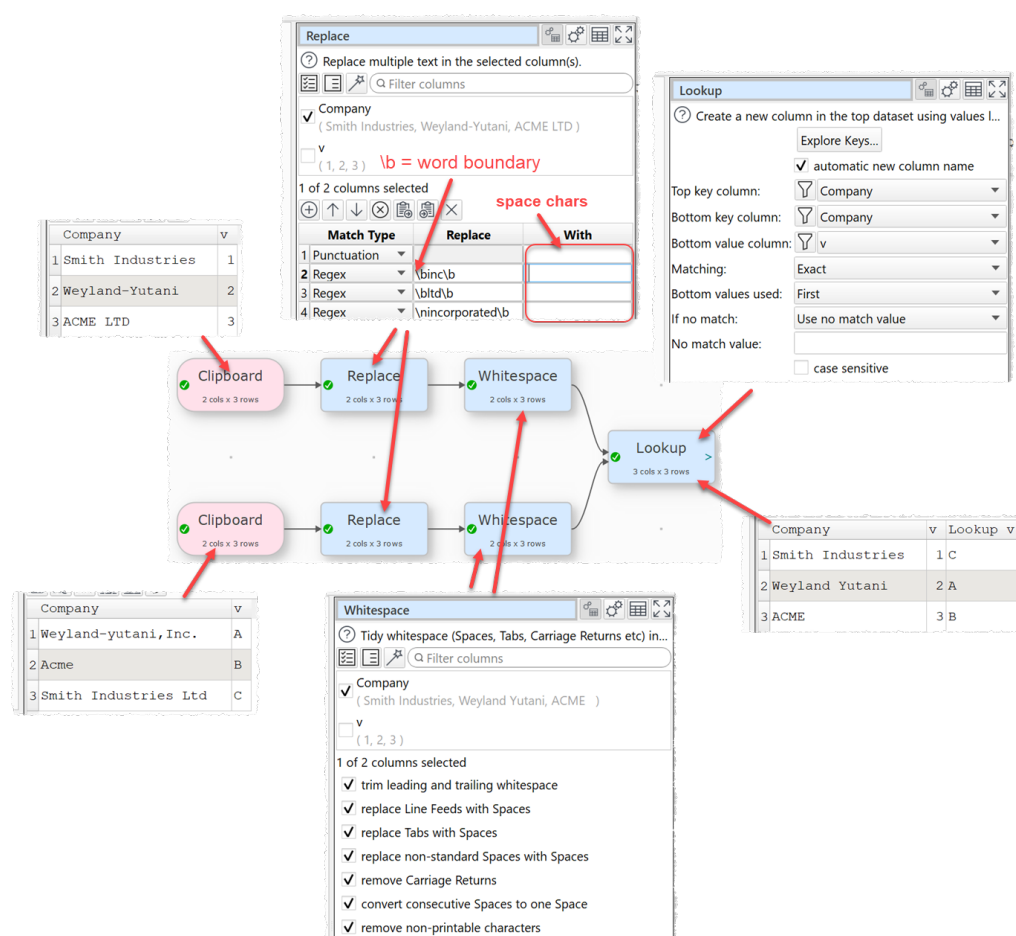 Replace
Replace multiple text in the selected column(s).
Filter columns
Company
( Smith Industries, Weyland-Yutani, ACME LTD )
v
( 1, 2, 3 )
\b = word boundary
1 of 2 columns selected
space chars
Match Type Replace With
1 Punctuation
2 Regex \binc\b
3 Regex \bltd\b
4 Regex \nincorporated\b
Lookup
Create a new column in the top dataset using values l...
Explore Keys...
automatic new column name
Top key column: Company
Bottom key column: Company
Bottom value column: v
Matching: Exact
Bottom values used: First
If no match: Use no match value
No match value:
case sensitive
Company v
1 Smith Industries 1
2 Weyland-Yutani 2
3 ACME LTD 3
Clipboard
2 cols x 3 rows
Replace
2 cols x 3 rows
Whitespace
2 cols x 3 rows
Lookup
3 cols x 3 rows
Clipboard
2 cols x 3 rows
Replace
2 cols x 3 rows
Whitespace
2 cols x 3 rows
Company v Lookup v
1 Smith Industries 1 C
2 Weyland Yutani 2 A
3 ACME 3 B
Company v
1 Weyland-yutani,Inc. A
2 Acme B
3 Smith Industries Ltd C
Whitespace
Tidy whitespace (Spaces, Tabs, Carriage Returns etc) in...
Filter columns
Company
( Smith Industries, Weyland Yutani, ACME )
v
( 1, 2, 3 )
1 of 2 columns selected
trim leading and trailing whitespace
replace Line Feeds with Spaces
replace Tabs with Spaces
replace non-standard Spaces with Spaces
remove Carriage Returns
convert consecutive Spaces to one Space
remove non-printable characters